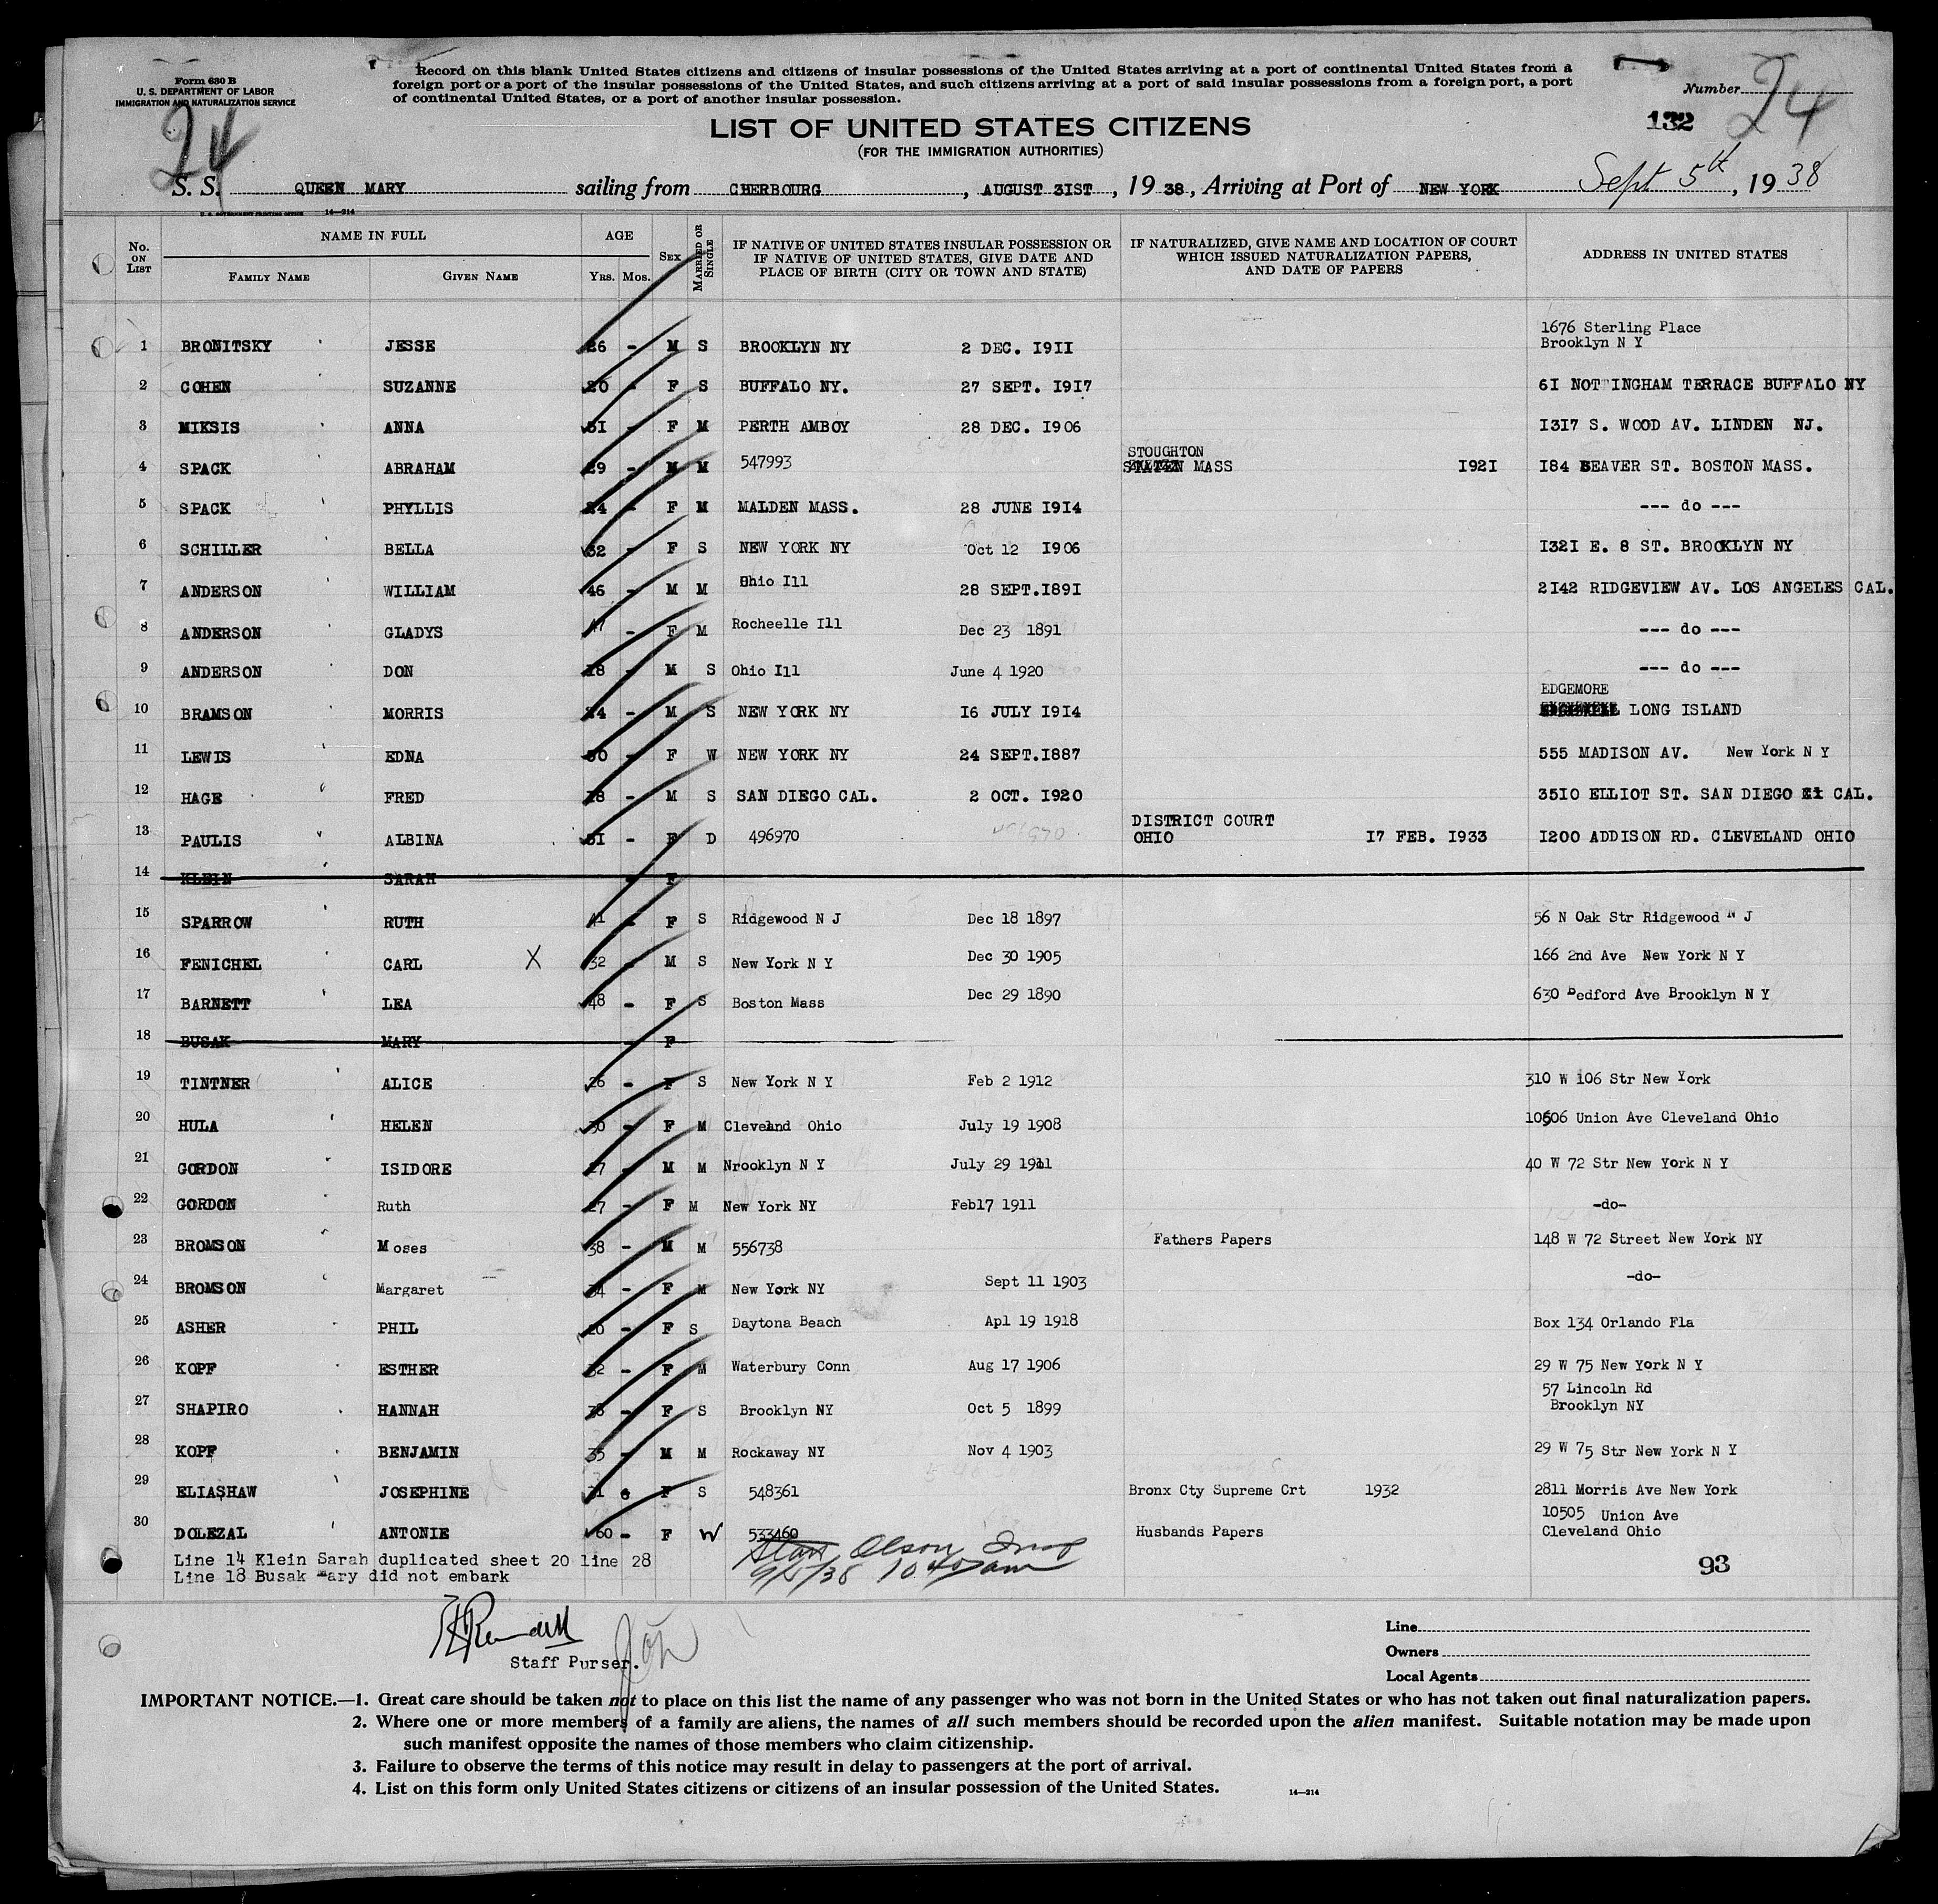 Form 630 B
U. S. DEPARTMENT OF LABOR
IMMIGRATION AND NATURALIZATION SERVICE
24
Record on this blank United States citizens and citizens of insular possessions of the United States arriving at a port of continental United States from a
foreign port or a port of the insular possessions of the United States, and such citizens arriving at a port of said insular possessions from a foreign port, a port
of continental United States, or a port of another insular possession.
Number 24
132
LIST OF UNITED STATES CITIZENS
(FOR THE IMMIGRATION AUTHORITIES)
S. S. QUEEN MARY sailing from CHERBOURG, AUGUST 31ST, 1938, Arriving at Port of NEW YORK Sept 5th, 1938
U. S. GOVERNMENT PRINTING OFFICE 14—214
No. ON LIST NAME IN FULL AGE SEX MARRIED OR SINGLE IF NATIVE OF UNITED STATES INSULAR POSSESSION OR IF NATIVE OF UNITED STATES, GIVE DATE AND PLACE OF BIRTH (CITY OR TOWN AND STATE) IF NATURALIZED, GIVE NAME AND LOCATION OF COURT WHICH ISSUED NATURALIZATION PAPERS, AND DATE OF PAPERS ADDRESS IN UNITED STATES
FAMILY NAME GIVEN NAME YRS. MOS.
1676 Sterling Place
1 BRONITSKY JESSE 26 - M S BROOKLYN NY 2 DEC. 1911 Brooklyn N Y
2 COHEN SUZANNE 20 - F S BUFFALO NY. 27 SEPT. 1917 61 NOTTINGHAM TERRACE BUFFALO NY
3 MIKSIS ANNA 31 - F M PERTH AMBOY 28 DEC. 1906 1317 S. WOOD AV. LINDEN NJ.
STOUGHTON
4 SPACK ABRAHAM 29 - M M 547993 STATEN MASS 1921 184 BEAVER ST. BOSTON MASS.
5 SPACK PHYLLIS 24 - F M MALDEN MASS. 28 JUNE 1914 --- do ---
6 SCHILLER BELLA 32 - F S NEW YORK NY Oct 12 1906 1321 E. 8 ST. BROOKLYN NY
7 ANDERSON WILLIAM 46 - M M Ohio Ill 28 SEPT.1891 2142 RIDGEVIEW AV. LOS ANGELES CAL.
8 ANDERSON GLADYS 47 - F M Rocheelle Ill Dec 23 1891 --- do ---
9 ANDERSON DON 18 - M S Ohio Ill June 4 1920 --- do ---
EDGEMORE
10 BRAMSON MORRIS 24 - M S NEW YORK NY 16 JULY 1914 LONG ISLAND
11 LEWIS EDNA 50 - F W NEW YORK NY 24 SEPT.1887 555 MADISON AV. New York N Y
12 HAGE FRED 18 - M S SAN DIEGO CAL. 2 OCT. 1920 3510 ELLIOT ST. SAN DIEGO CAL.
DISTRICT COURT
13 PAULIS ALBINA 51 - F D 496970 OHIO 17 FEB. 1933 1200 ADDISON RD. CLEVELAND OHIO
14 KLEIN SARAH - F
15 SPARROW RUTH 41 - F S Ridgewood N J Dec 18 1897 56 N Oak Str Ridgewood N J
16 FENICHEL CARL X 32 - M S New York N Y Dec 30 1905 166 2nd Ave New York N Y
17 BARNETT LEA 48 - F S Boston Mass Dec 29 1890 630 Bedford Ave Brooklyn N Y
18 BUSAK MARY - F
19 TINTNER ALICE 26 - F S New York N Y Feb 2 1912 310 W 106 Str New York
20 HULA HELEN 30 - F M Cleveland Ohio July 19 1908 10506 Union Ave Cleveland Ohio
21 GORDON ISIDORE 27 - M M Nrooklyn N Y July 29 1911 40 W 72 Str New York N Y
22 GORDON Ruth 27 - F M New York NY Feb17 1911 -do-
23 BROMSON Moses 38 - M M 556738 Fathers Papers 148 W 72 Street New York NY
24 BROMSON Margaret 34 - F M New York NY Sept 11 1903 -do-
25 ASHER PHIL 20 - F S Daytona Beach Apl 19 1918 Box 134 Orlando Fla
26 KOPF ESTHER 32 - F M Waterbury Conn Aug 17 1906 29 W 75 New York N Y
57 Lincoln Rd
27 SHAPIRO HANNAH 38 - F S Brooklyn NY Oct 5 1899 Brooklyn NY
28 KOPF BENJAMIN 35 - M M Rockaway NY Nov 4 1903 29 W 75 Str New York N Y
29 ELIASHAW JOSEPHINE 31 F S 548361 Bronx Cty Supreme Crt 1932 2811 Morris Ave New York
10505 Union Ave
30 DOLEZAL ANTONIE 60 - F W 533460 Husbands Papers Cleveland Ohio
Line 14 Klein Sarah duplicated sheet 20 line 28
Line 18 Busak Mary did not embark
Olson Insp
9/5/38 10 40 am
93
Staff Purser.
Line
Owners
Local Agents
IMPORTANT NOTICE.—1. Great care should be taken not to place on this list the name of any passenger who was not born in the United States or who has not taken out final naturalization papers.
2. Where one or more members of a family are aliens, the names of all such members should be recorded upon the alien manifest. Suitable notation may be made upon
such manifest opposite the names of those members who claim citizenship.
3. Failure to observe the terms of this notice may result in delay to passengers at the port of arrival.
4. List on this form only United States citizens or citizens of an insular possession of the United States.
14—214